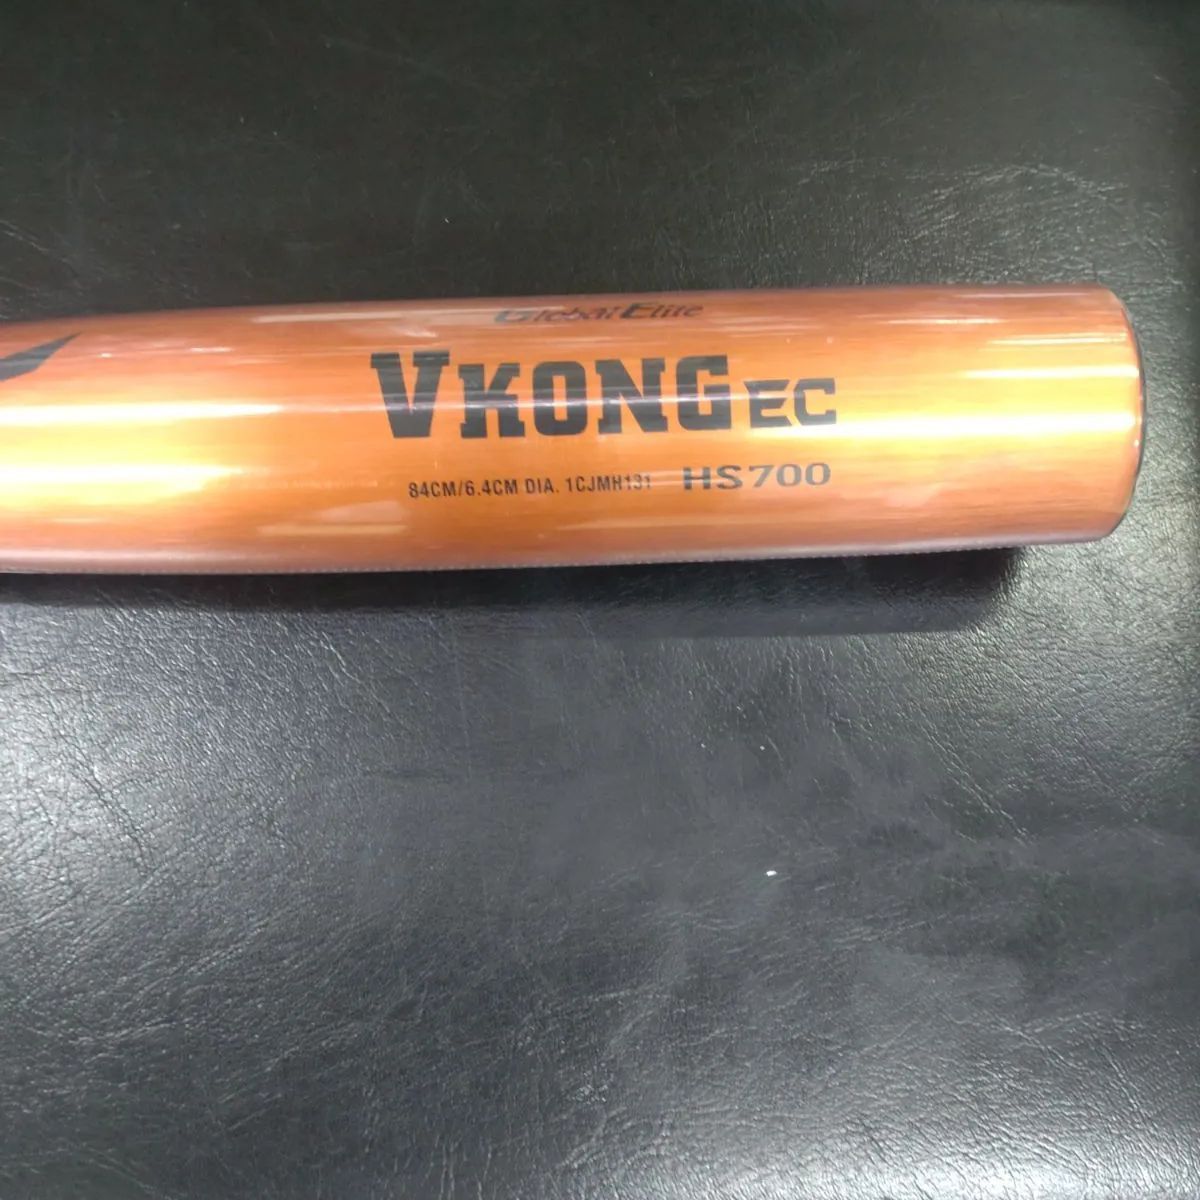 Global Elite
VKONG EC
84CM/6.4CM DIA. 1CJMH131 HS700